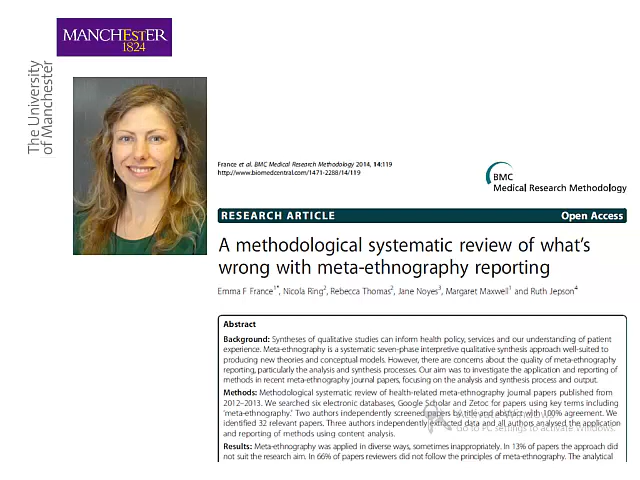 MANCHESTER
1824
The University
of Manchester
France et al. BMC Medical Research Methodology 2014, 14:119
http://www.biomedcentral.com/1471-2288/14/119
BMC
Medical Research Methodology
RESEARCH ARTICLE Open Access
A methodological systematic review of what's
wrong with meta-ethnography reporting
Emma F France1*, Nicola Ring2, Rebecca Thomas2, Jane Noyes3, Margaret Maxwell1 and Ruth Jepson4
Abstract
Background: Syntheses of qualitative studies can inform health policy, services and our understanding of patient
experience. Meta-ethnography is a systematic seven-phase interpretive qualitative synthesis approach well-suited to
producing new theories and conceptual models. However, there are concerns about the quality of meta-ethnography
reporting, particularly the analysis and synthesis processes. Our aim was to investigate the application and reporting of
methods in recent meta-ethnography journal papers, focusing on the analysis and synthesis process and output.
Methods: Methodological systematic review of health-related meta-ethnography journal papers published from
2012–2013. We searched six electronic databases, Google Scholar and Zetoc for papers using key terms including
'meta-ethnography.' Two authors independently screened papers by title and abstract with 100% agreement. We
identified 32 relevant papers. Three authors independently extracted data and all authors analysed the application
and reporting of methods using content analysis.
Go to PC settings to activate Windows.
Results: Meta-ethnography was applied in diverse ways, sometimes inappropriately. In 13% of papers the approach did
not suit the research aim. In 66% of papers reviewers did not follow the principles of meta-ethnography. The analytical